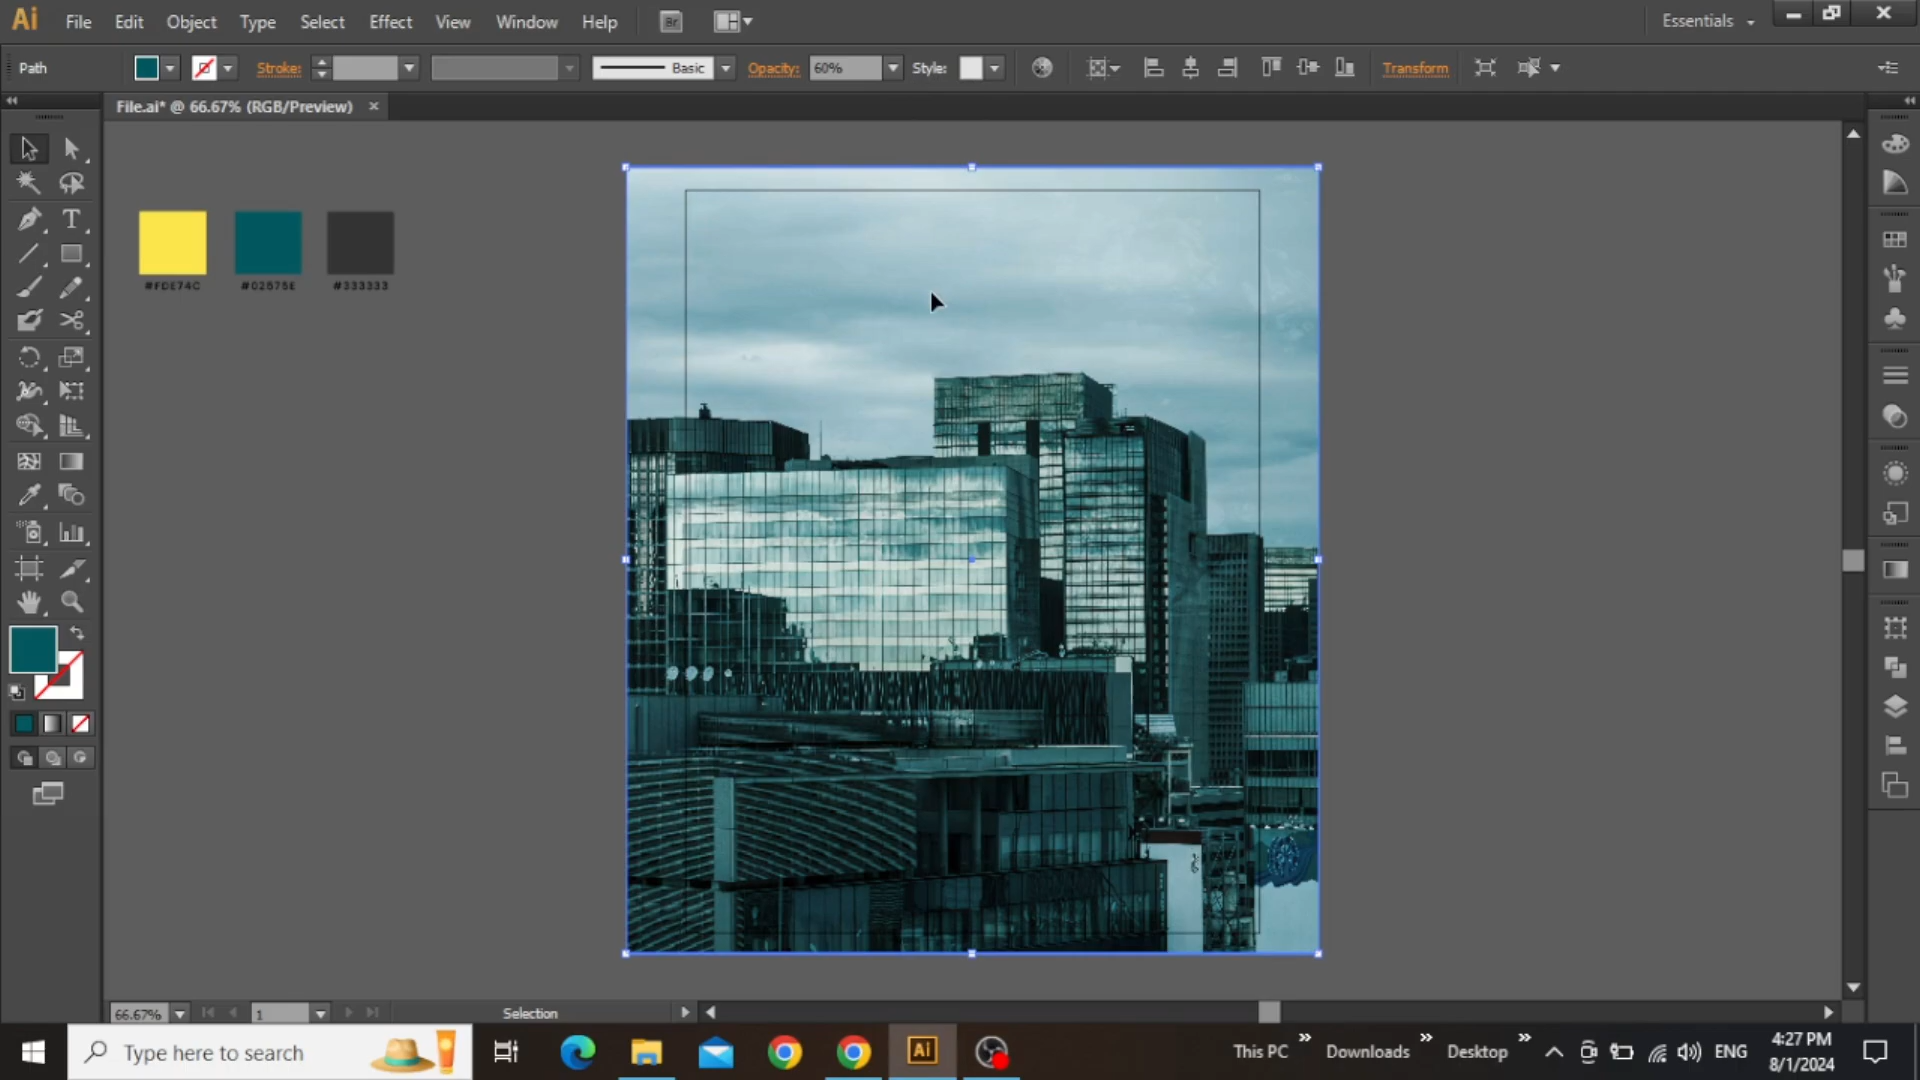 Ai File Edit Object Type Select Effect View Window Help Br Essentials
Path Stroke: Basic Opacity: 60% Style: Transform
File.ai* @ 66.67% (RGB/Preview)
#FDE74C #02575E #333333
66.67% 1 Selection
Type here to search Ai This PC Downloads Desktop ENG 4:27 PM
8/1/2024